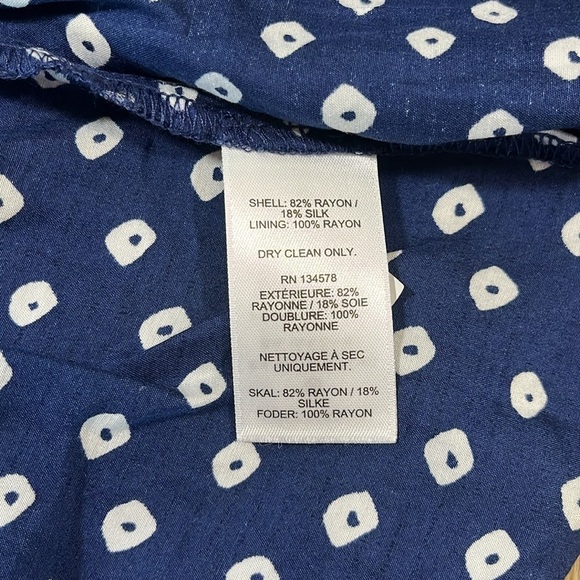 SHELL: 82% RAYON /
18% SILK
LINING: 100% RAYON
DRY CLEAN ONLY.
RN 134578
EXTÉRIEURE: 82%
RAYONNE / 18% SOIE
DOUBLURE: 100%
RAYONNE
NETTOYAGE À SEC
UNIQUEMENT.
SKAL: 82% RAYON / 18%
SILKE
FODER: 100% RAYON